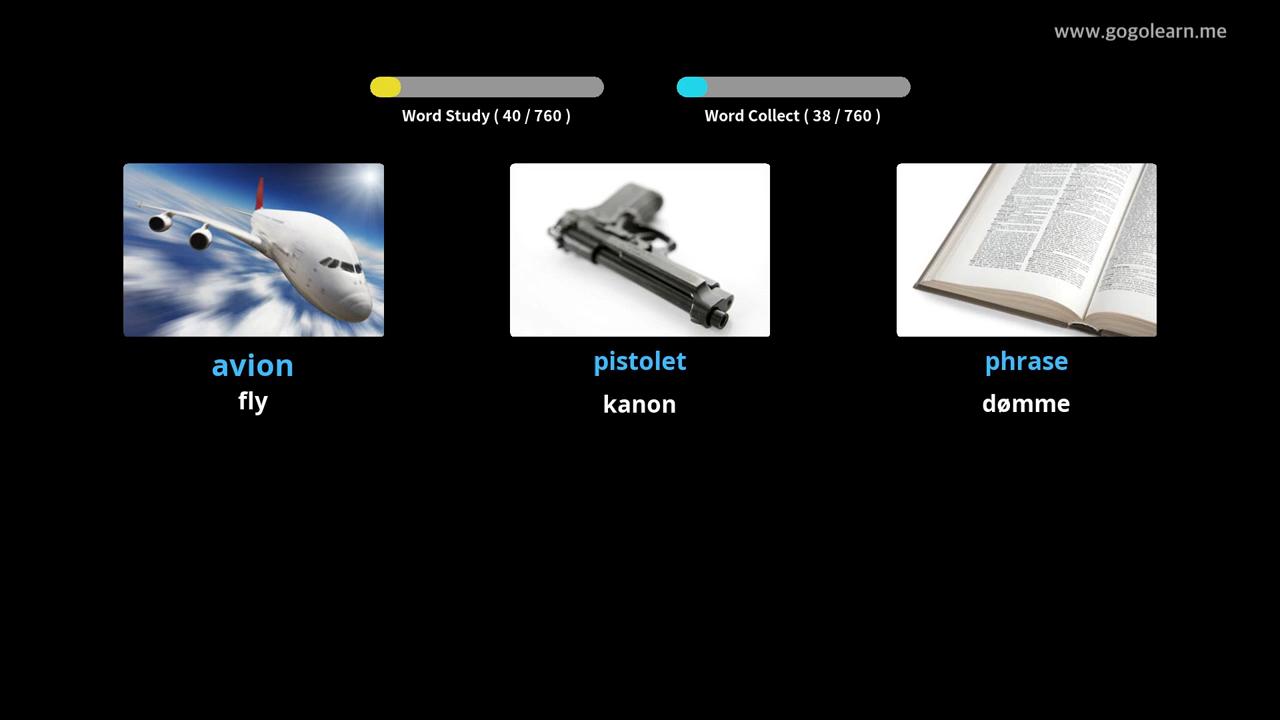 www.gogolearn.me
Word Study ( 40 / 760 )
Word Collect ( 38 / 760 )
avion
fly
pistolet
kanon
phrase
dømme